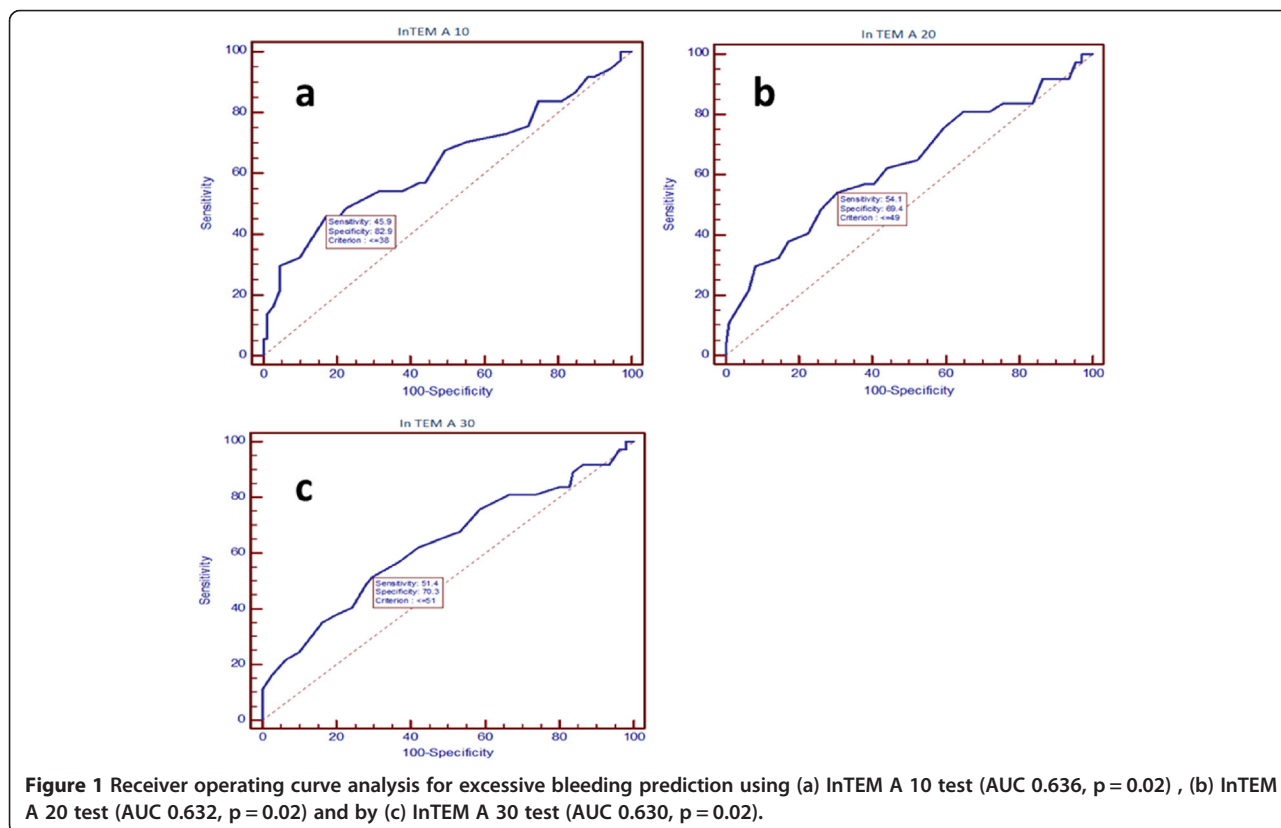 InTEM A 10
a
Sensitivity
100
80
60
40
20
0
Sensitivity: 45.9
Specificity: 82.9
Criterion : <=38
0 20 40 60 80 100
100-Specificity
In TEM A 20
b
Sensitivity
100
80
60
40
20
0
Sensitivity: 54.1
Specificity: 69.4
Criterion : <=49
0 20 40 60 80 100
100-Specificity
In TEM A 30
c
Sensitivity
100
80
60
40
20
0
Sensitivity: 51.4
Specificity: 70.3
Criterion : <=51
0 20 40 60 80 100
100-Specificity
Figure 1 Receiver operating curve analysis for excessive bleeding prediction using (a) InTEM A 10 test (AUC 0.636, p = 0.02) , (b) InTEM
A 20 test (AUC 0.632, p = 0.02) and by (c) InTEM A 30 test (AUC 0.630, p = 0.02).